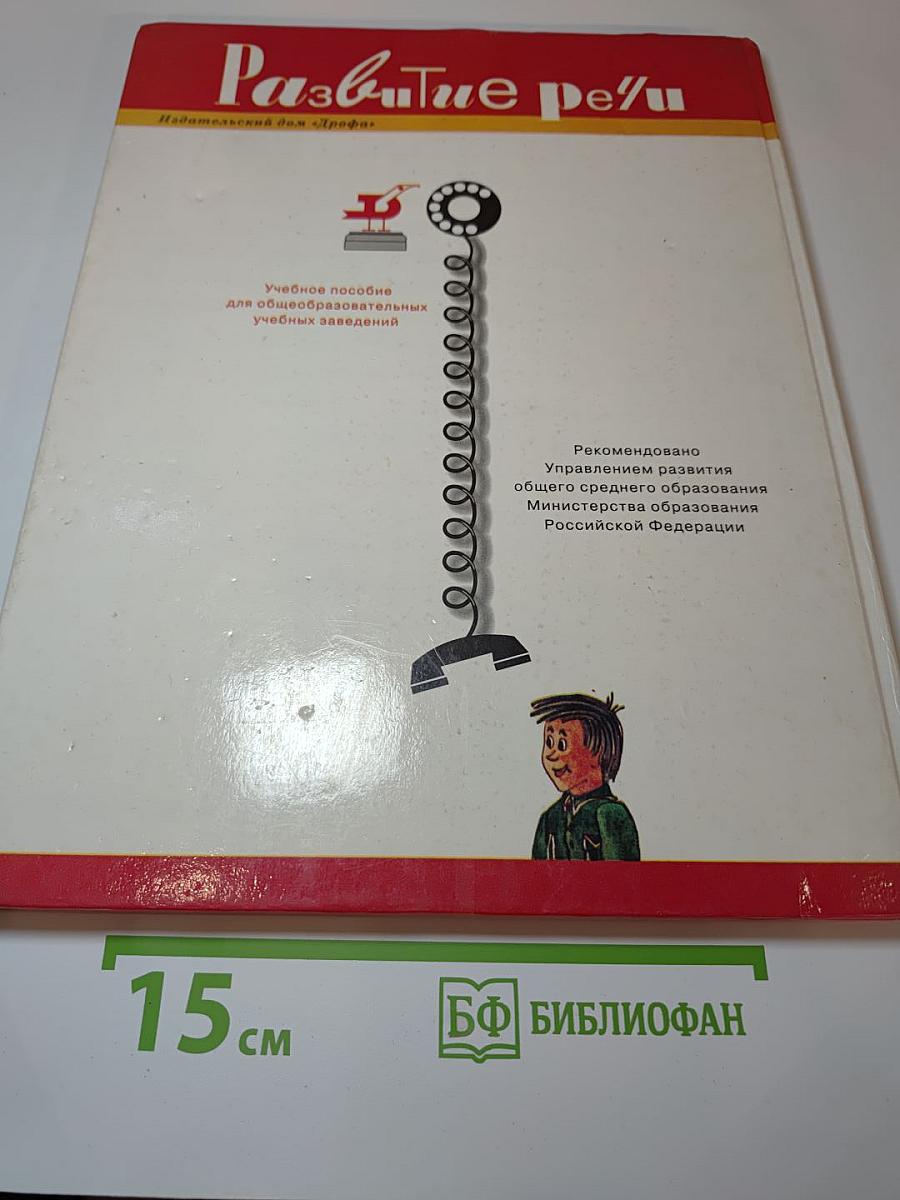 Развитие речи
Издательский дом «Дрофа»
Учебное пособие
для общеобразовательных
учебных заведений
Рекомендовано
Управлением развития
общего среднего образования
Министерства образования
Российской Федерации
15 см
БФ БИБЛИОФАН